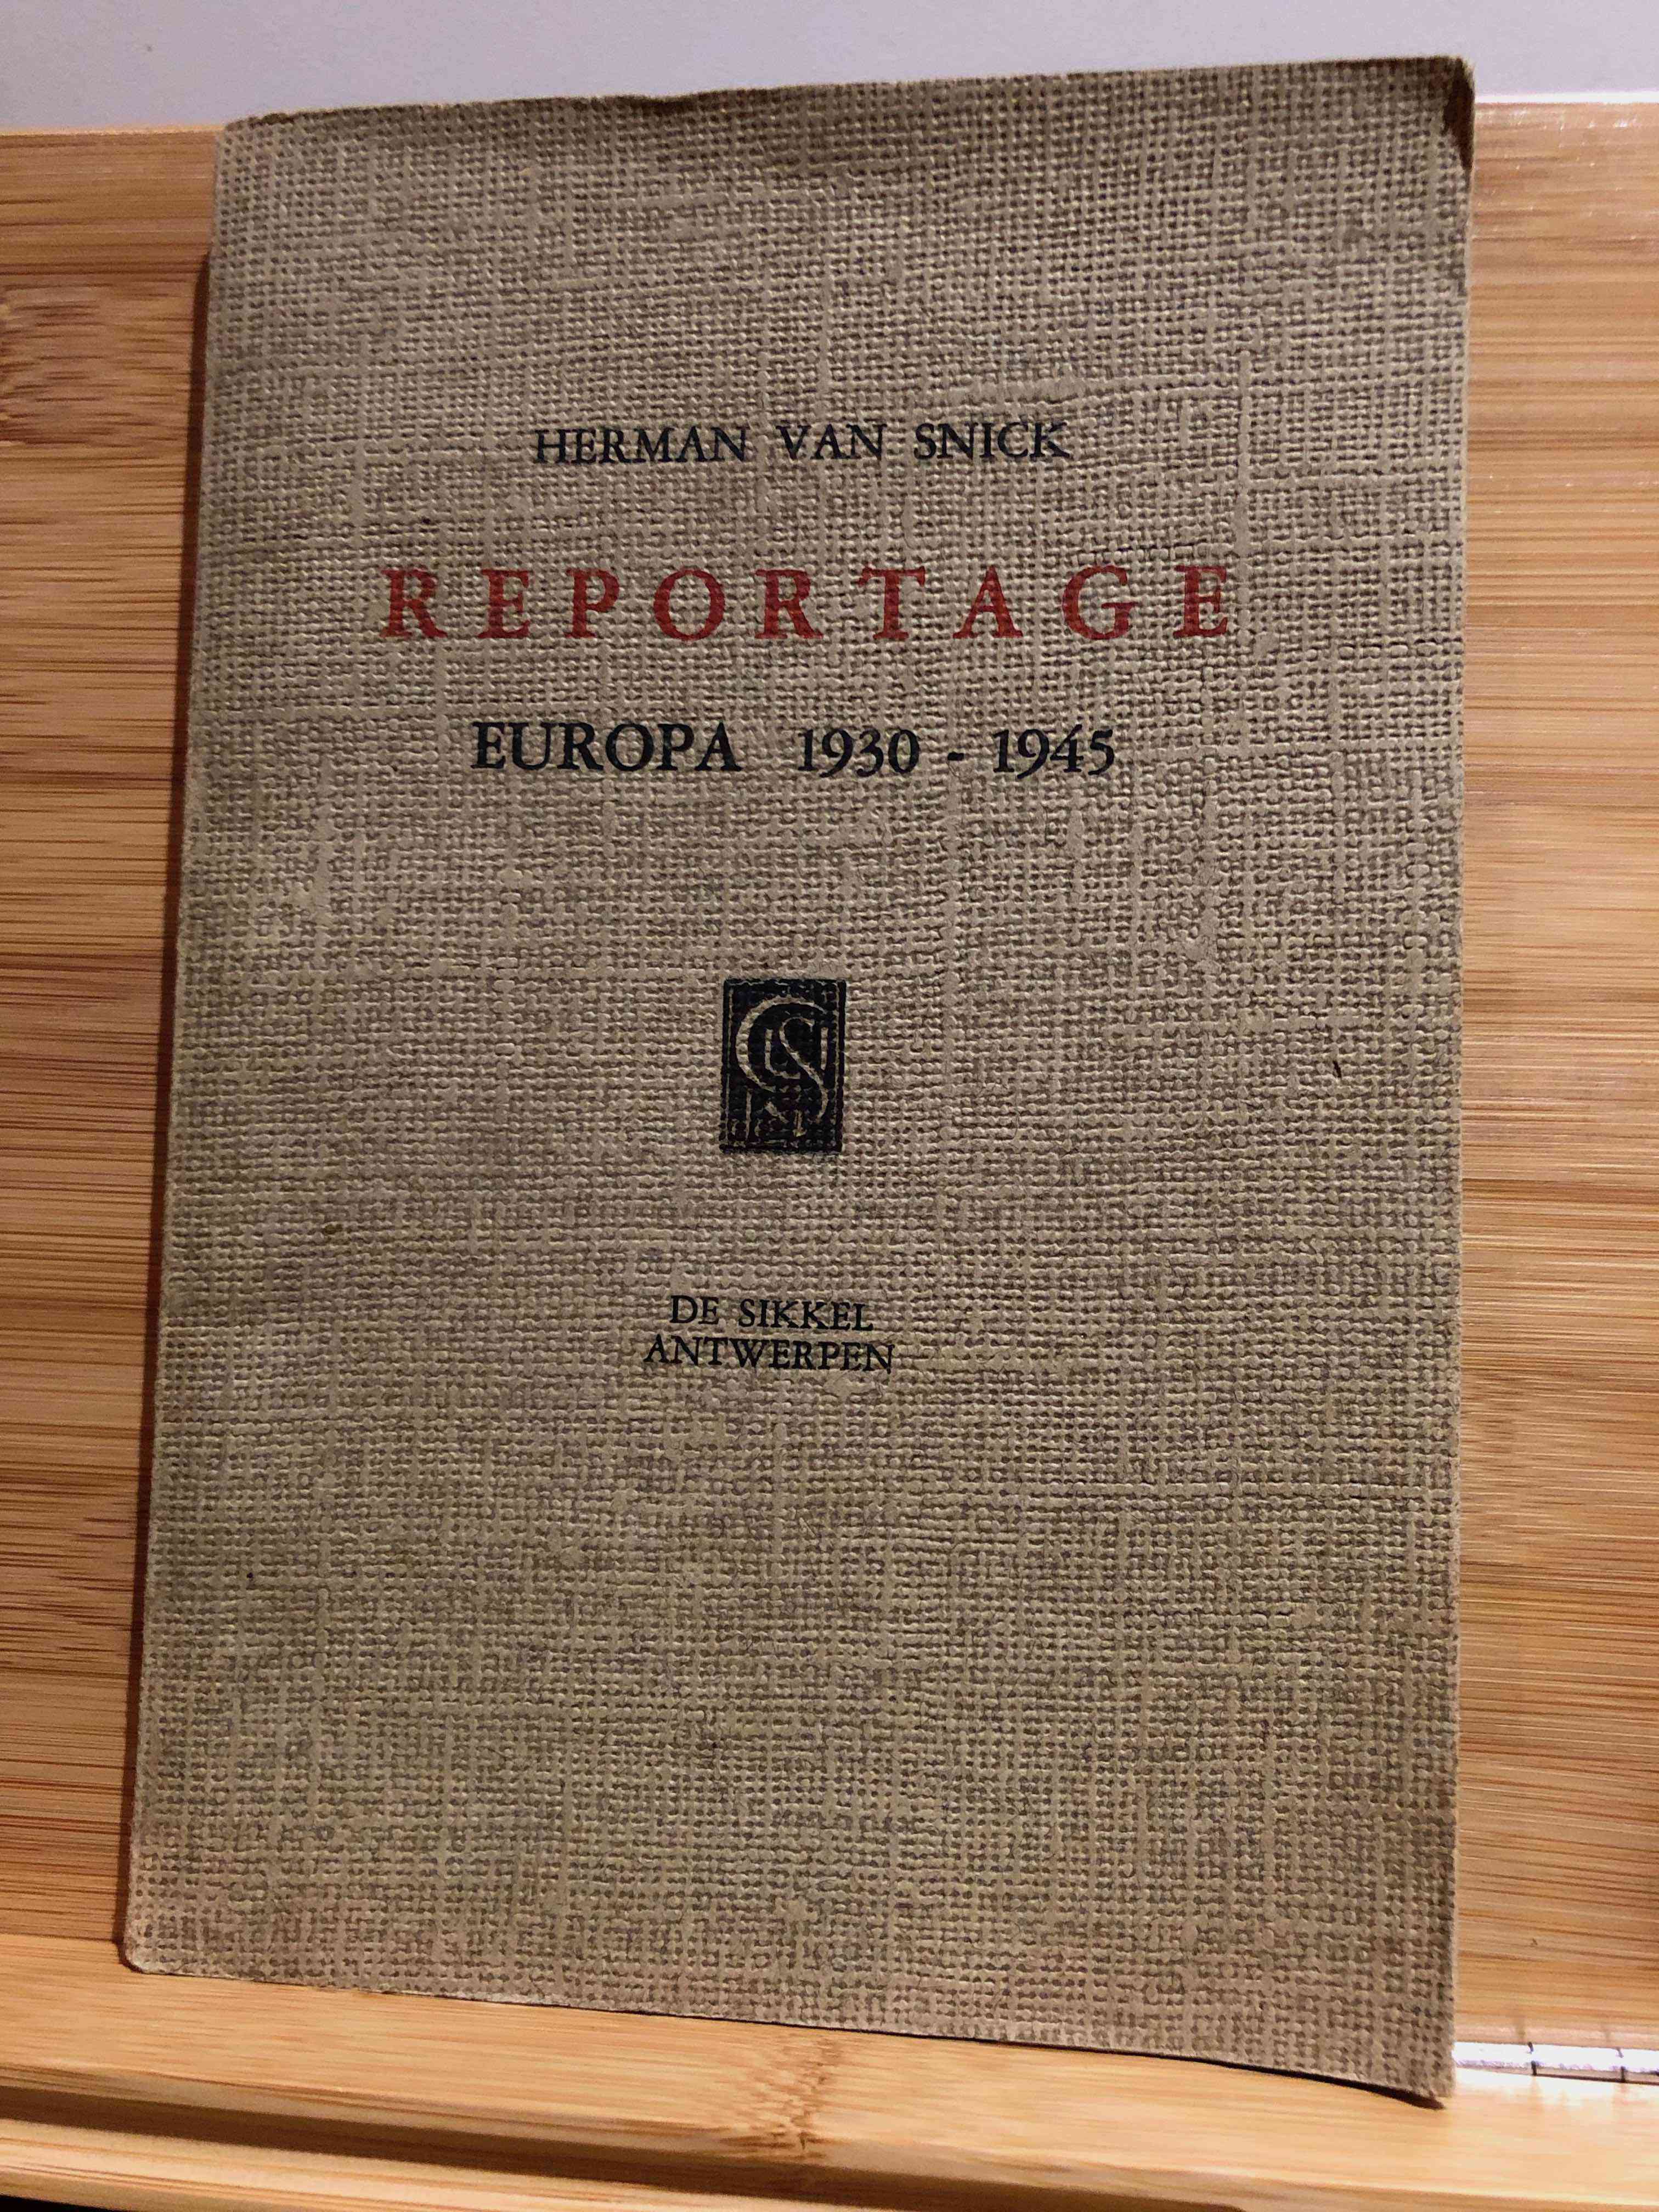 HERMAN VAN SNICK
REPORTAGE
EUROPA 1930 - 1945
DE SIKKEL
ANTWERPEN